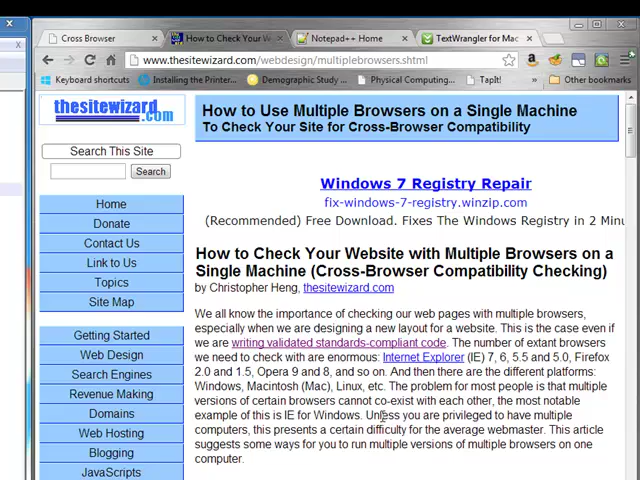 Cross Browser
How to Check Your W
Notepad++ Home
TextWrangler for Mac
www.thesitewizard.com/webdesign/multiplebrowsers.shtml
Keyboard shortcuts
Installing the Printer...
Demographic Study ...
Physical Computing...
TapIt!
»
Other bookmarks
thesitewizard
.com
How to Use Multiple Browsers on a Single Machine
To Check Your Site for Cross-Browser Compatibility
Search This Site
Search
Windows 7 Registry Repair
fix-windows-7-registry.winzip.com
(Recommended) Free Download. Fixes The Windows Registry in 2 Minu
Home
Donate
Contact Us
Link to Us
Topics
Site Map
How to Check Your Website with Multiple Browsers on a
Single Machine (Cross-Browser Compatibility Checking)
by Christopher Heng, thesitewizard.com
We all know the importance of checking our web pages with multiple browsers,
especially when we are designing a new layout for a website. This is the case even if
we are writing validated standards-compliant code. The number of extant browsers
we need to check with are enormous: Internet Explorer (IE) 7, 6, 5.5 and 5.0, Firefox
2.0 and 1.5, Opera 9 and 8, and so on. And then there are the different platforms:
Windows, Macintosh (Mac), Linux, etc. The problem for most people is that multiple
versions of certain browsers cannot co-exist with each other, the most notable
example of this is IE for Windows. Unless you are privileged to have multiple
computers, this presents a certain difficulty for the average webmaster. This article
suggests some ways for you to run multiple versions of multiple browsers on one
computer.
Getting Started
Web Design
Search Engines
Revenue Making
Domains
Web Hosting
Blogging
JavaScripts